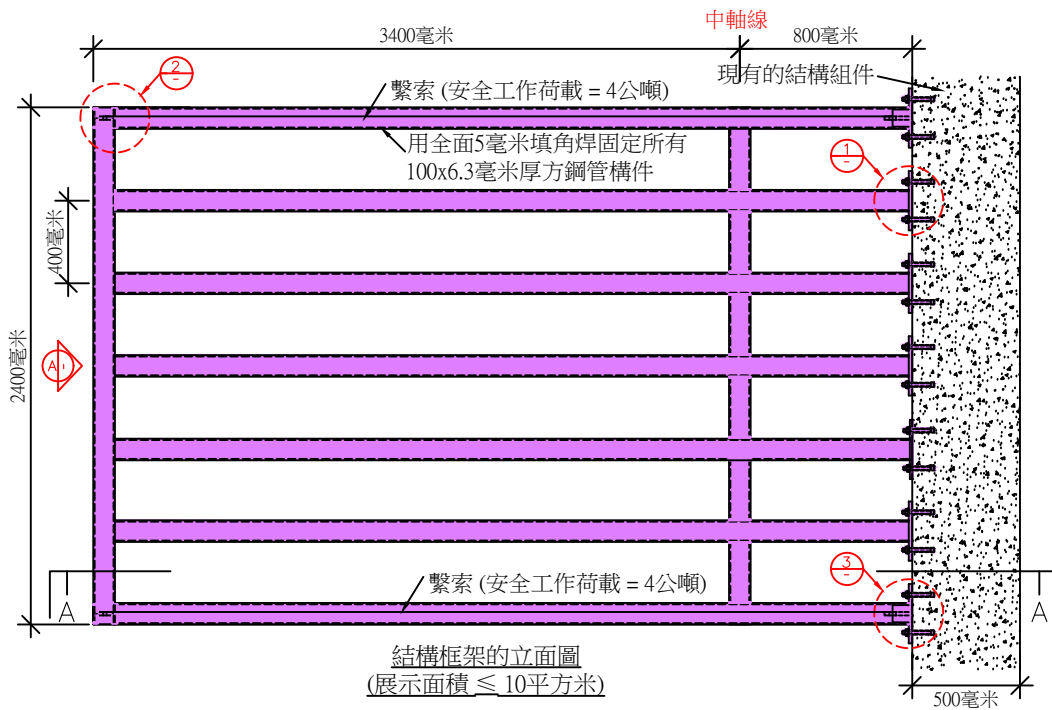 中軸線
3400毫米
800毫米
現有的結構組件
2
-
繫索 (安全工作荷載 = 4公噸)
用全面5毫米填角焊固定所有
100x6.3毫米厚方鋼管構件
1
-
400毫米
2400毫米
A
-
3
-
繫索 (安全工作荷載 = 4公噸)
A
A
結構框架的立面圖
(展示面積 ≦ 10平方米)
500毫米